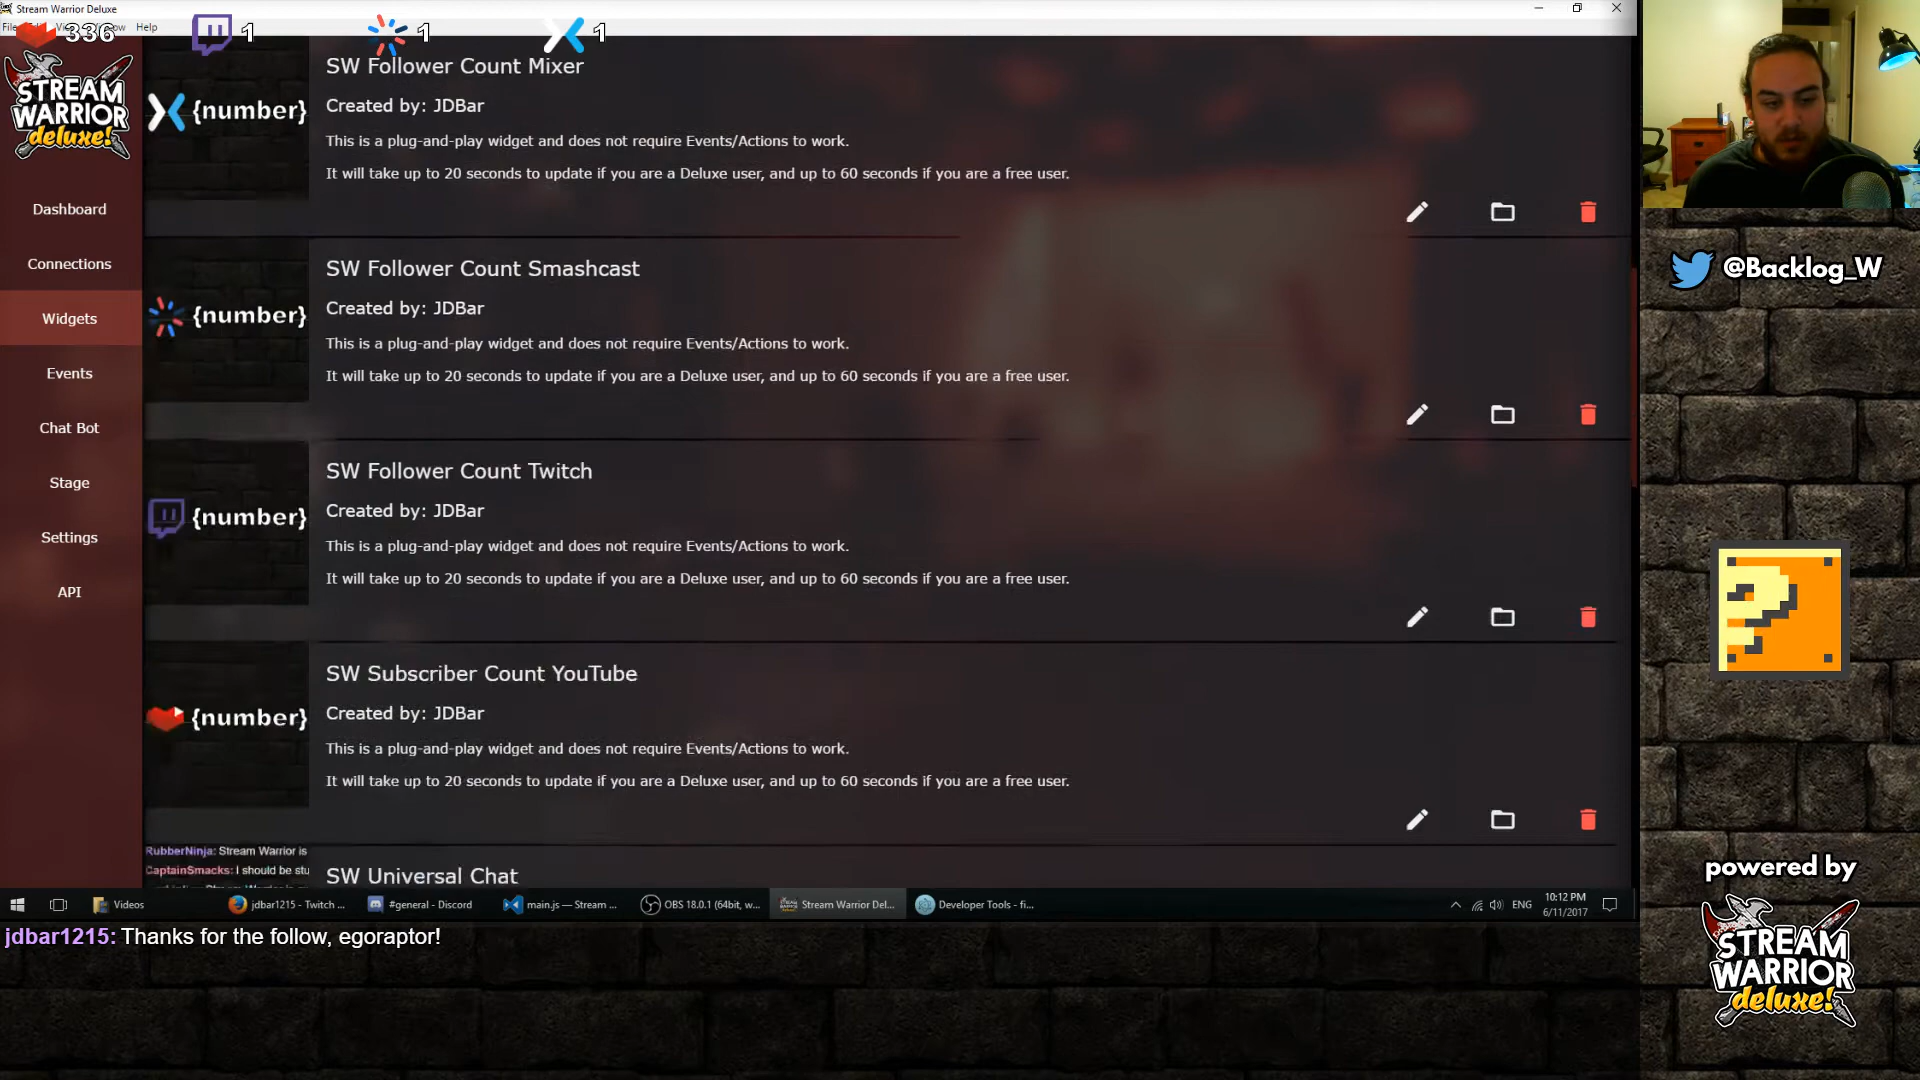 Stream Warrior Deluxe
Help
336
1
1
1
STREAM
WARRIOR
deluxe!
Dashboard
Connections
Widgets
Events
Chat Bot
Stage
Settings
API
SW Follower Count Mixer
{number}
Created by: JDBar
This is a plug-and-play widget and does not require Events/Actions to work.
It will take up to 20 seconds to update if you are a Deluxe user, and up to 60 seconds if you are a free user.
SW Follower Count Smashcast
{number}
Created by: JDBar
This is a plug-and-play widget and does not require Events/Actions to work.
It will take up to 20 seconds to update if you are a Deluxe user, and up to 60 seconds if you are a free user.
SW Follower Count Twitch
{number}
Created by: JDBar
This is a plug-and-play widget and does not require Events/Actions to work.
It will take up to 20 seconds to update if you are a Deluxe user, and up to 60 seconds if you are a free user.
SW Subscriber Count YouTube
{number}
Created by: JDBar
This is a plug-and-play widget and does not require Events/Actions to work.
It will take up to 20 seconds to update if you are a Deluxe user, and up to 60 seconds if you are a free user.
RubberNinja: Stream Warrior is
CaptainSmacks: I should be stu
SW Universal Chat
Videos
jdbar1215 - Twitch ...
#general - Discord
main.js — Stream ...
OBS 18.0.1 (64bit, w...
Stream Warrior Del...
Developer Tools - fi...
ENG
10:12 PM
6/11/2017
jdbar1215: Thanks for the follow, egoraptor!
@Backlog_W
powered by
STREAM
WARRIOR
deluxe!